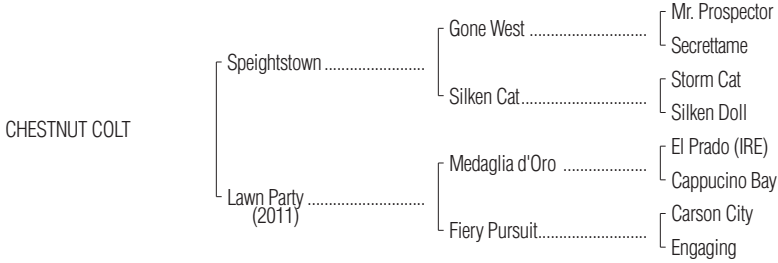 CHESTNUT COLT
Speightstown ........................
Lawn Party ............................
(2011)
Gone West ............................
Silken Cat..............................
Medaglia d'Oro ....................
Fiery Pursuit..........................
Mr. Prospector
Secrettame
Storm Cat
Silken Doll
El Prado (IRE)
Cappucino Bay
Carson City
Engaging